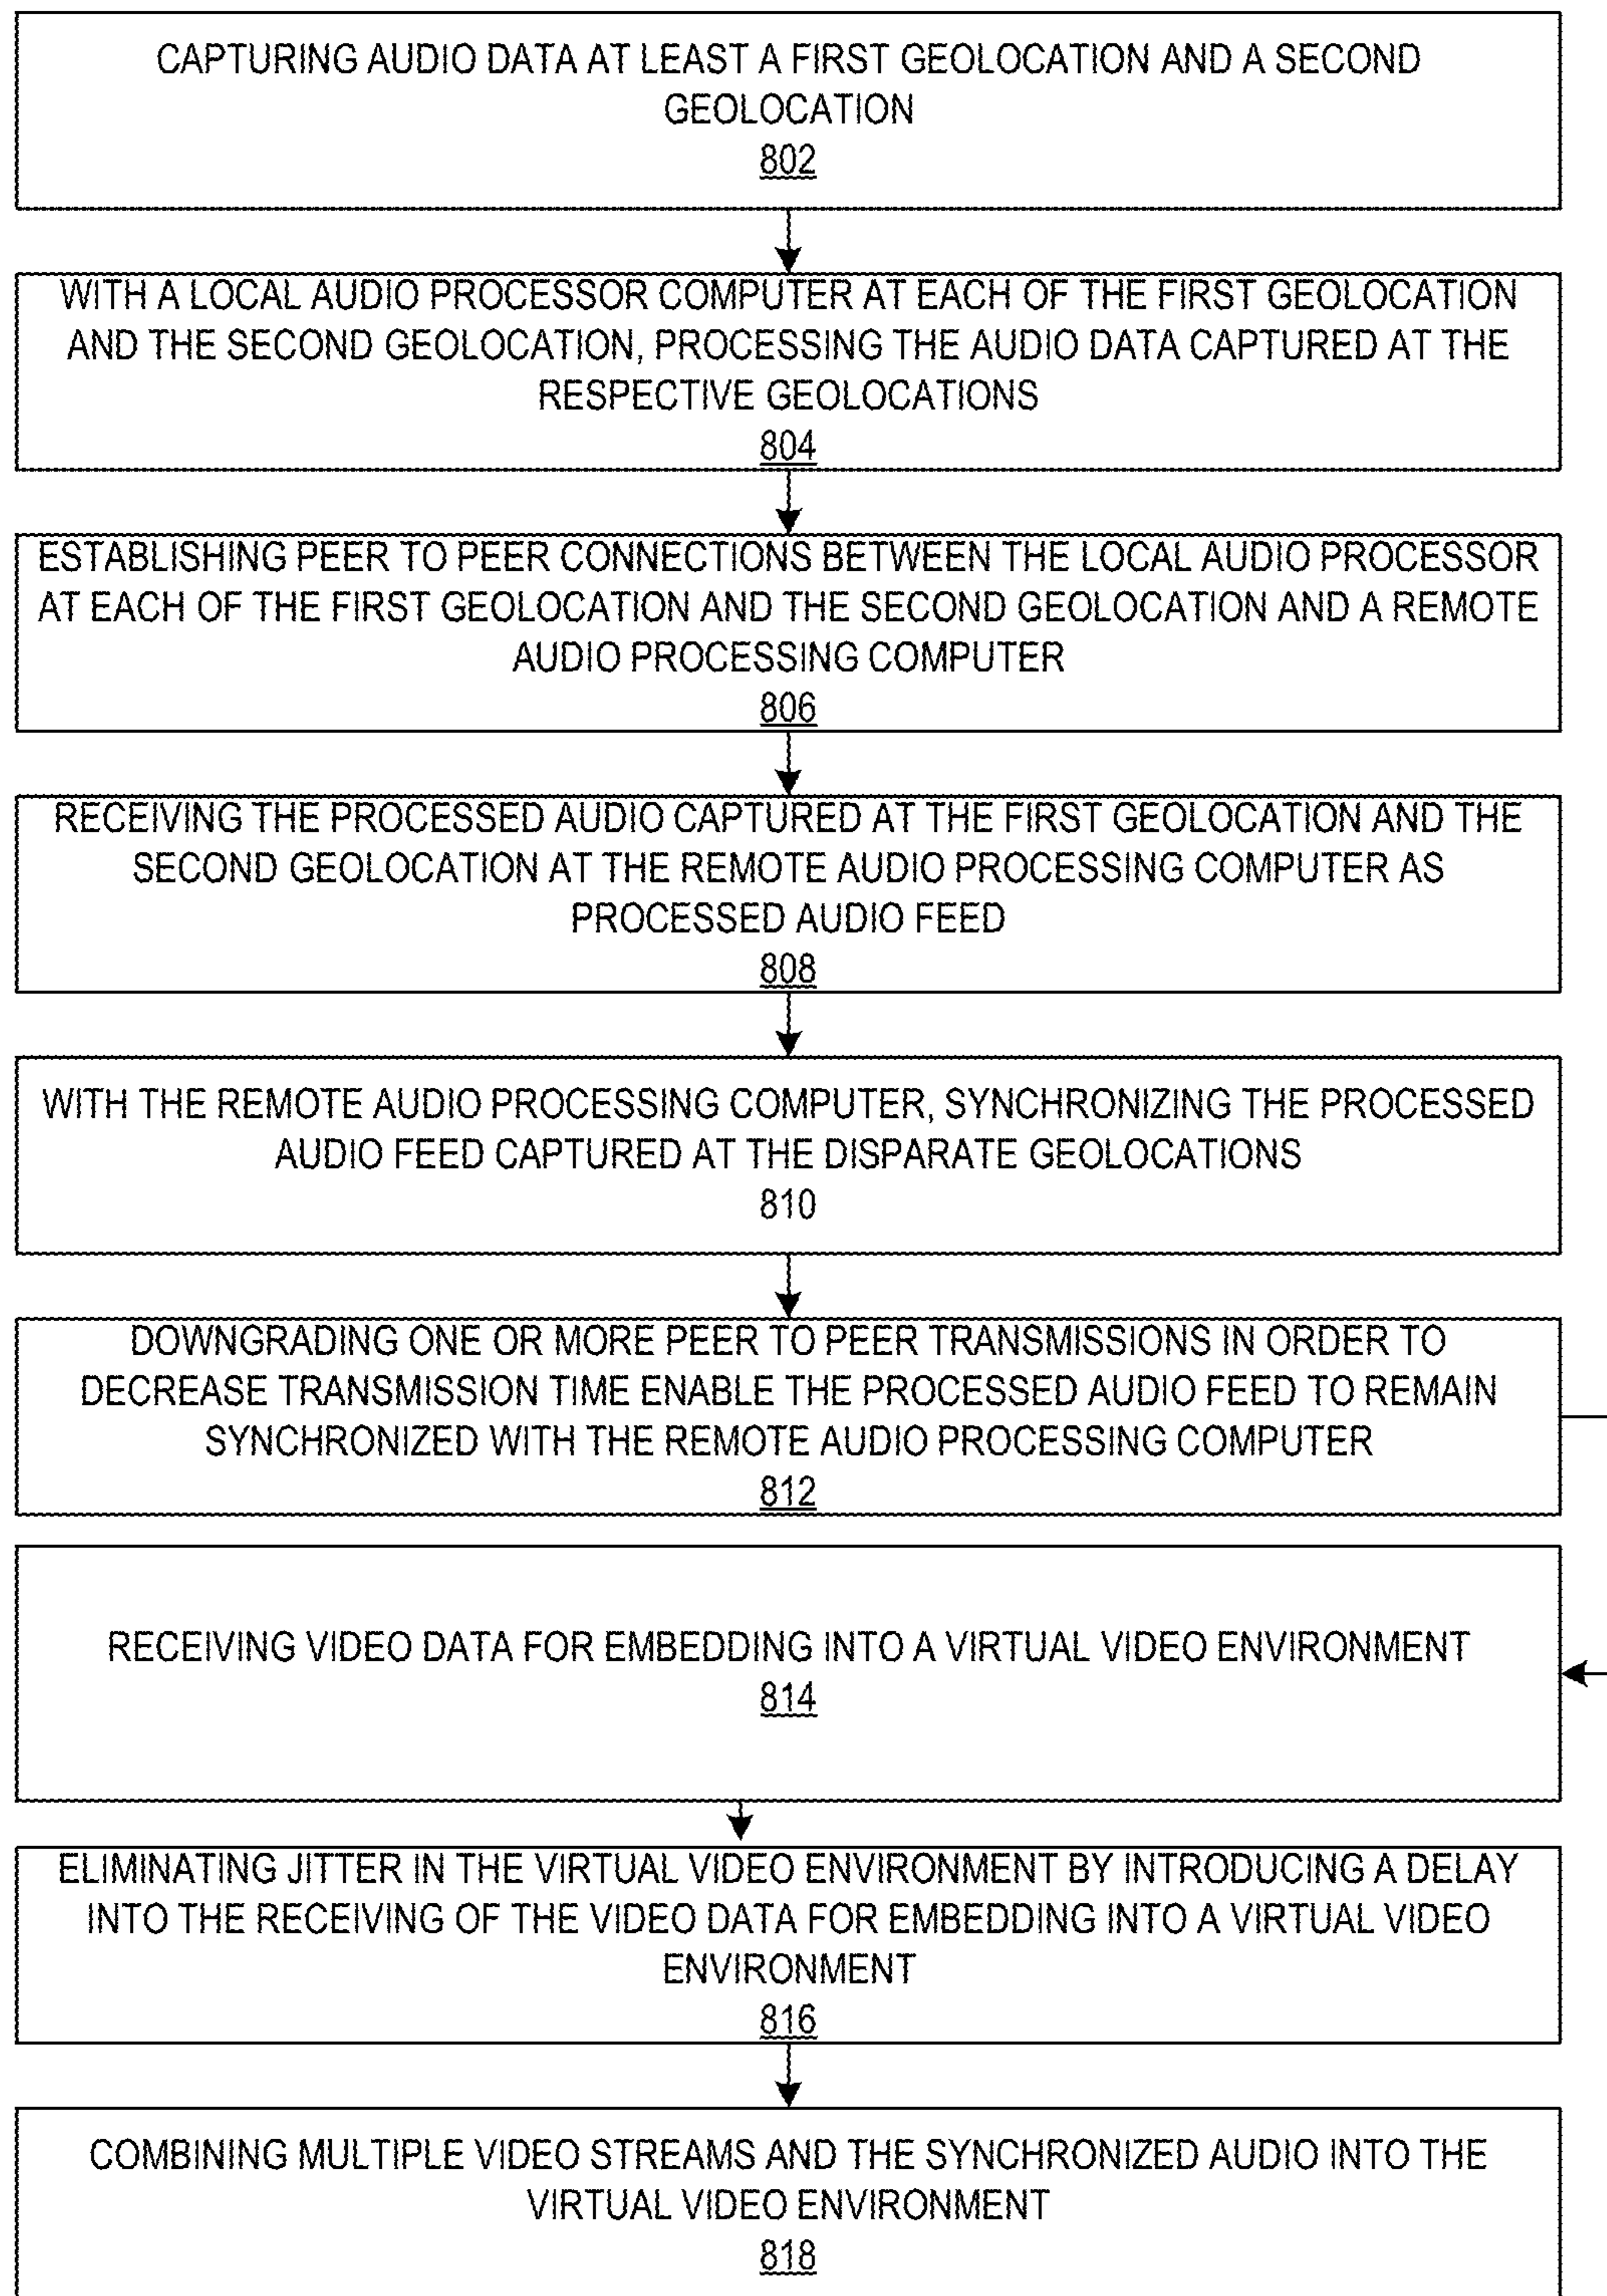 CAPTURING AUDIO DATA AT LEAST A FIRST GEOLOCATION AND A SECOND
GEOLOCATION
802
WITH A LOCAL AUDIO PROCESSOR COMPUTER AT EACH OF THE FIRST GEOLOCATION
AND THE SECOND GEOLOCATION, PROCESSING THE AUDIO DATA CAPTURED AT THE
RESPECTIVE GEOLOCATIONS
804
ESTABLISHING PEER TO PEER CONNECTIONS BETWEEN THE LOCAL AUDIO PROCESSOR
AT EACH OF THE FIRST GEOLOCATION AND THE SECOND GEOLOCATION AND A REMOTE
AUDIO PROCESSING COMPUTER
806
RECEIVING THE PROCESSED AUDIO CAPTURED AT THE FIRST GEOLOCATION AND THE
SECOND GEOLOCATION AT THE REMOTE AUDIO PROCESSING COMPUTER AS
PROCESSED AUDIO FEED
808
WITH THE REMOTE AUDIO PROCESSING COMPUTER, SYNCHRONIZING THE PROCESSED
AUDIO FEED CAPTURED AT THE DISPARATE GEOLOCATIONS
810
DOWNGRADING ONE OR MORE PEER TO PEER TRANSMISSIONS IN ORDER TO
DECREASE TRANSMISSION TIME ENABLE THE PROCESSED AUDIO FEED TO REMAIN
SYNCHRONIZED WITH THE REMOTE AUDIO PROCESSING COMPUTER
812
RECEIVING VIDEO DATA FOR EMBEDDING INTO A VIRTUAL VIDEO ENVIRONMENT
814
ELIMINATING JITTER IN THE VIRTUAL VIDEO ENVIRONMENT BY INTRODUCING A DELAY
INTO THE RECEIVING OF THE VIDEO DATA FOR EMBEDDING INTO A VIRTUAL VIDEO
ENVIRONMENT
816
COMBINING MULTIPLE VIDEO STREAMS AND THE SYNCHRONIZED AUDIO INTO THE
VIRTUAL VIDEO ENVIRONMENT
818